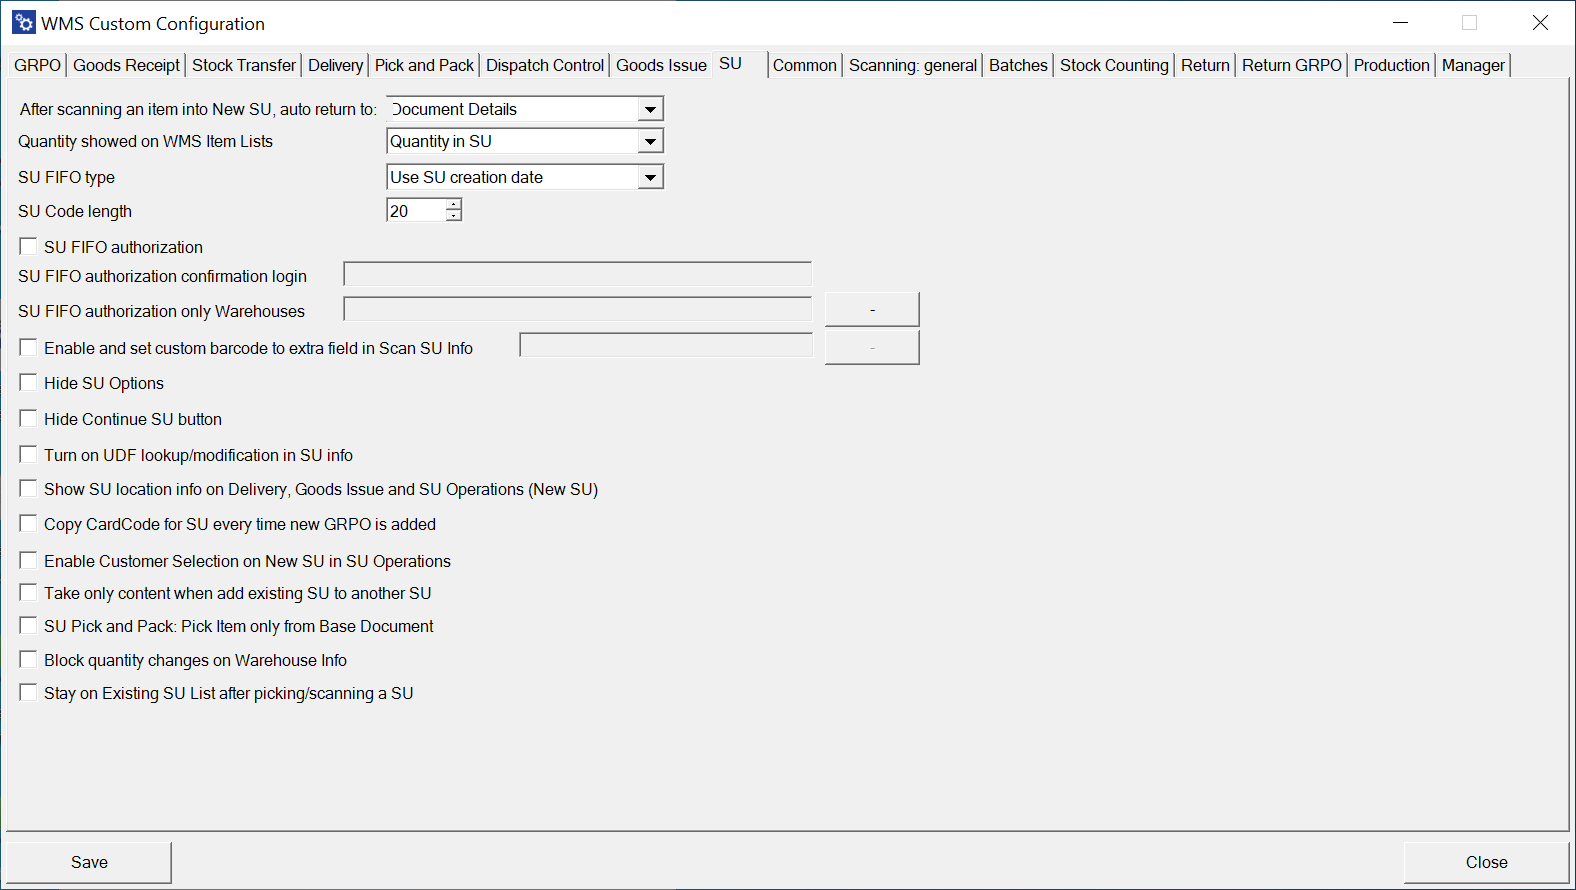 WMS Custom Configuration
GRPO Goods Receipt Stock Transfer Delivery Pick and Pack Dispatch Control Goods Issue SU Common Scanning: general Batches Stock Counting Return Return GRPO Production Manager
After scanning an item into New SU, auto return to: Document Details
Quantity showed on WMS Item Lists Quantity in SU
SU FIFO type Use SU creation date
SU Code length 20
SU FIFO authorization
SU FIFO authorization confirmation login
SU FIFO authorization only Warehouses -
Enable and set custom barcode to extra field in Scan SU Info -
Hide SU Options
Hide Continue SU button
Turn on UDF lookup/modification in SU info
Show SU location info on Delivery, Goods Issue and SU Operations (New SU)
Copy CardCode for SU every time new GRPO is added
Enable Customer Selection on New SU in SU Operations
Take only content when add existing SU to another SU
SU Pick and Pack: Pick Item only from Base Document
Block quantity changes on Warehouse Info
Stay on Existing SU List after picking/scanning a SU
Save Close